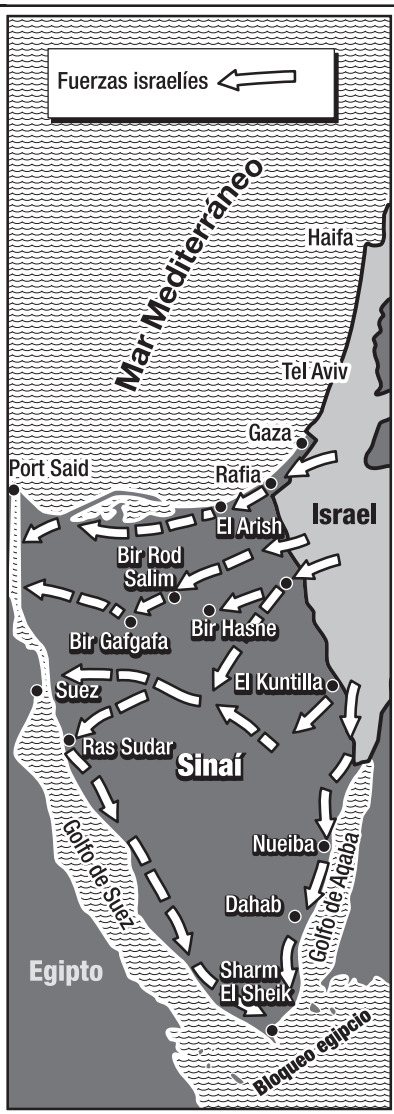 Fuerzas israelíes
Mar Mediterráneo
Haifa
Tel Aviv
Gaza
Port Said
Rafia
El Arish
Israel
Bir Rod
Salim
Bir Gafgafa
Bir Hasne
Suez
El Kuntilla
Ras Sudar
Sinaí
Nueiba
Golfo de Suez
Golfo de Aqaba
Dahab
Egipto
Sharm
El Sheik
Bloqueo egipcio